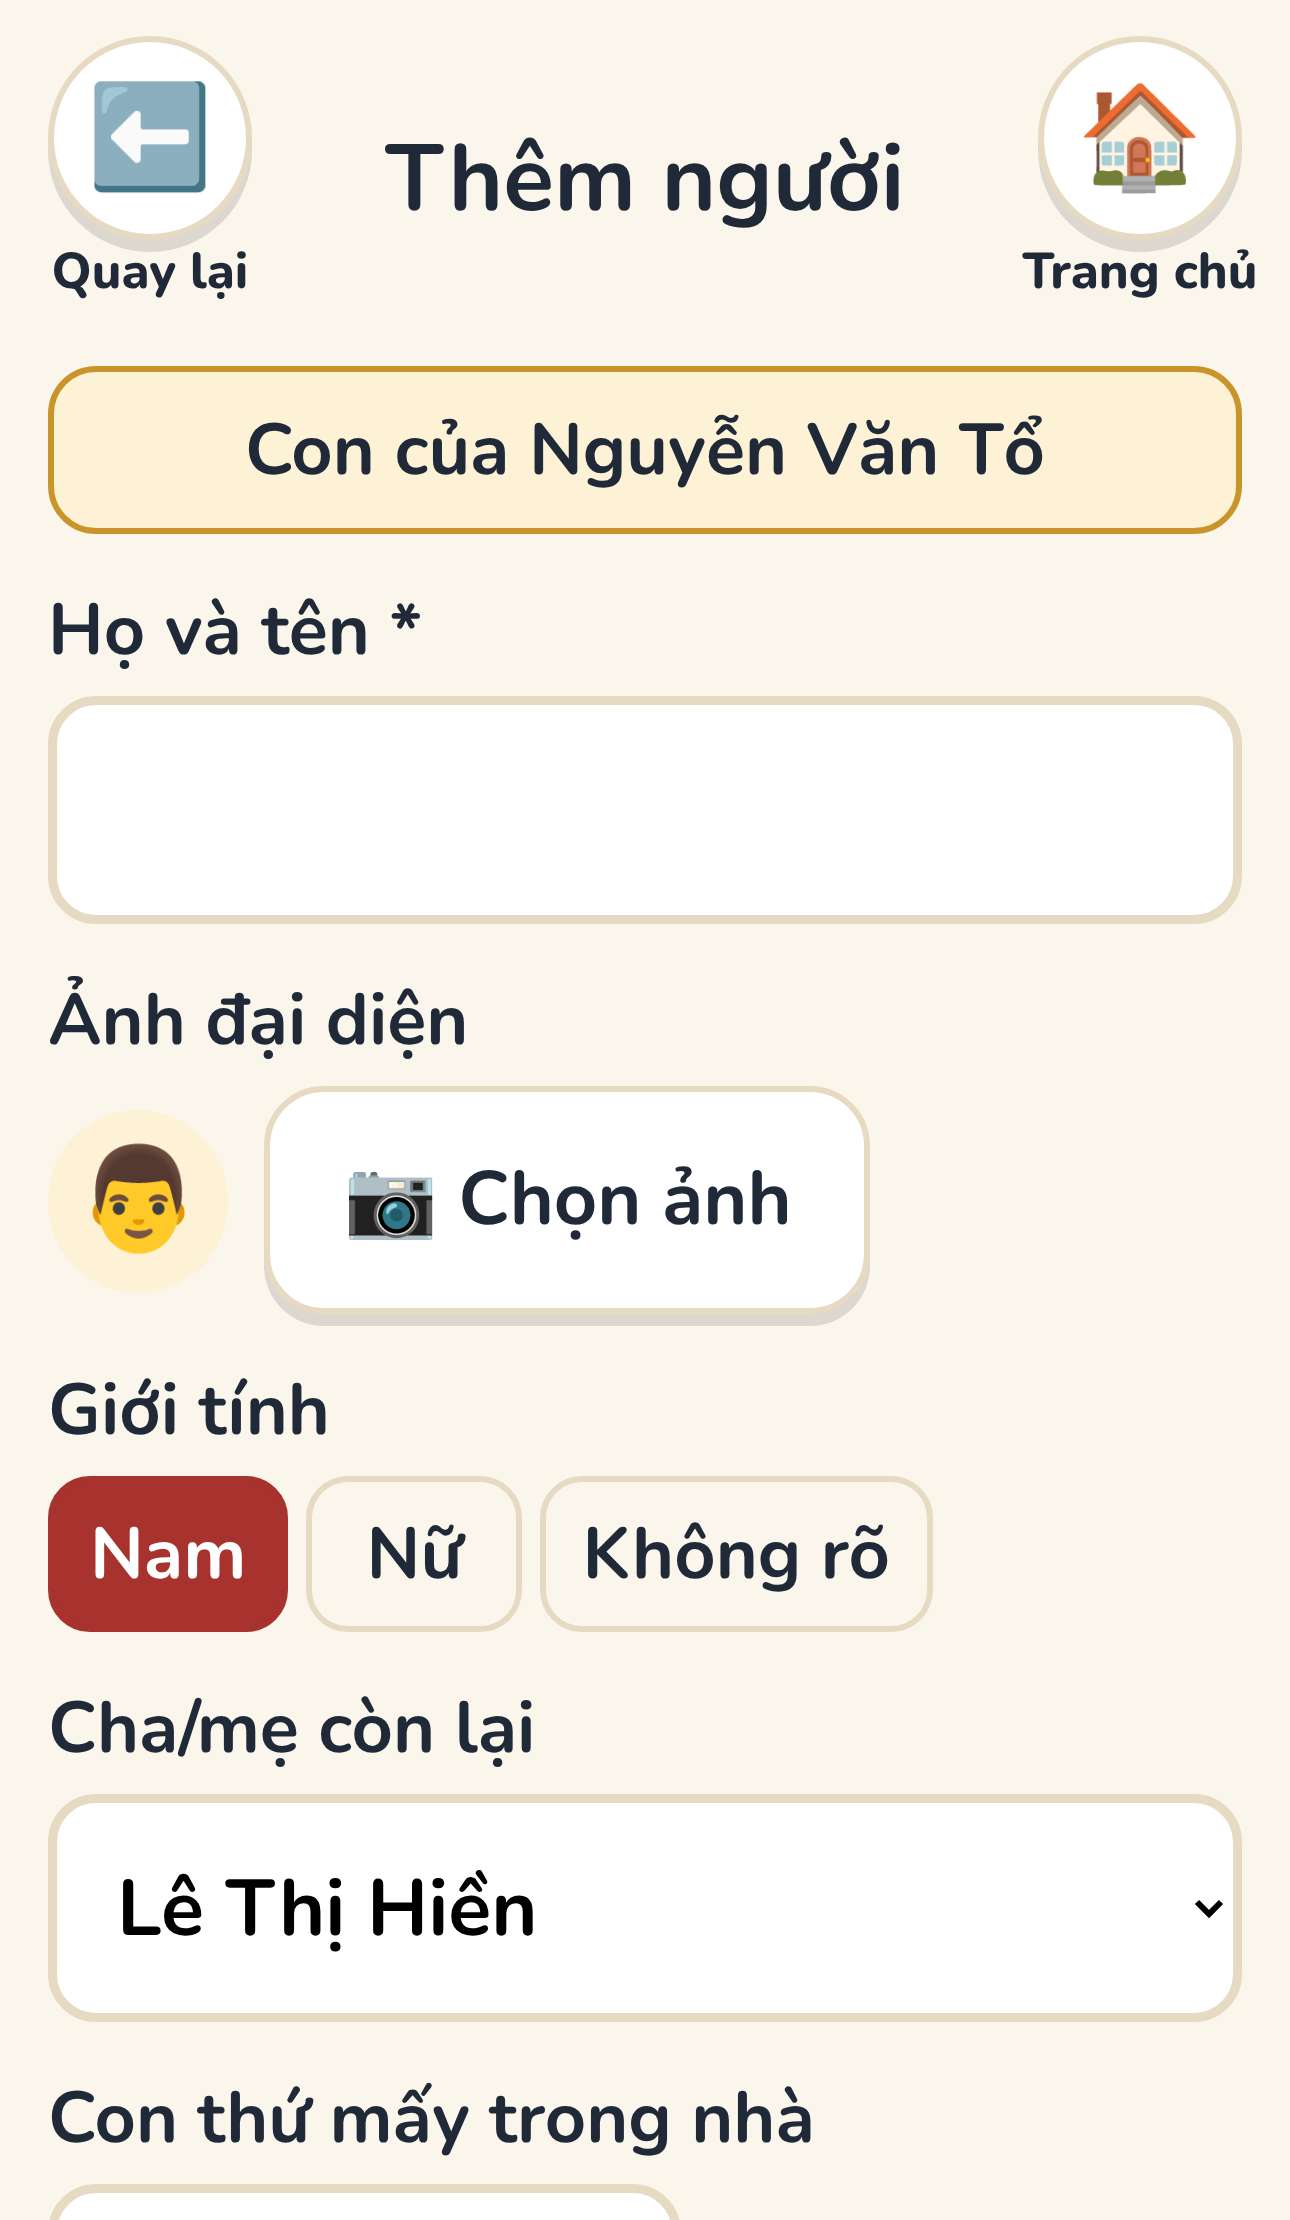 Thêm người
Quay lại
Trang chủ
Con của Nguyễn Văn Tổ
Họ và tên *
Ảnh đại diện
Chọn ảnh
Giới tính
Nam
Nữ
Không rõ
Cha/mẹ còn lại
Lê Thị Hiền
Con thứ mấy trong nhà